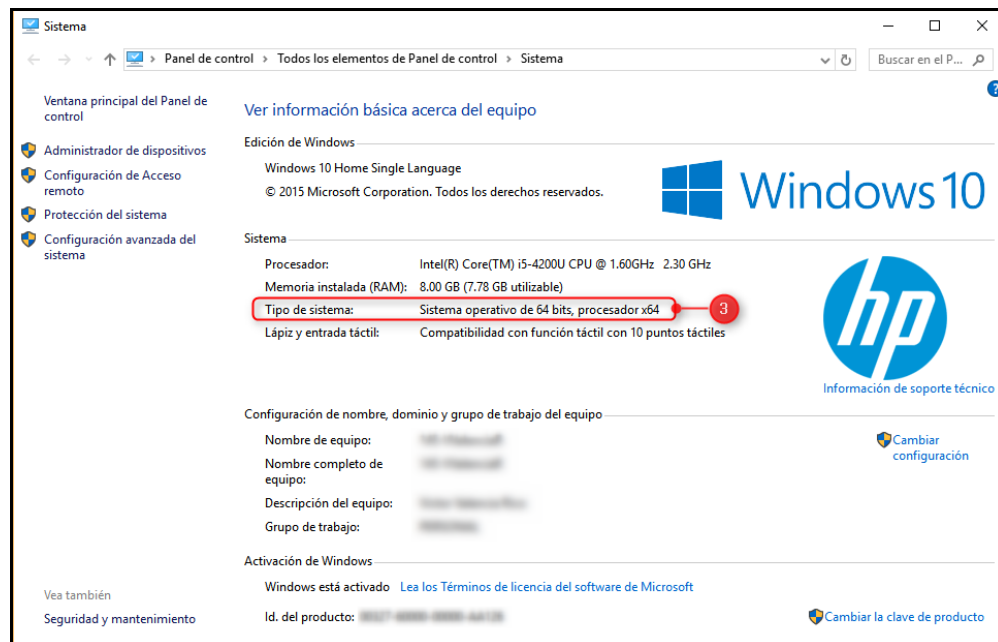 Sistema
Panel de control > Todos los elementos de Panel de control > Sistema
Buscar en el P...
Ventana principal del Panel de
control
Administrador de dispositivos
Configuración de Acceso
remoto
Protección del sistema
Configuración avanzada del
sistema
Vea también
Seguridad y mantenimiento
?
Ver información básica acerca del equipo
Edición de Windows
Windows 10 Home Single Language
© 2015 Microsoft Corporation. Todos los derechos reservados.
Windows 10
Sistema
Procesador: Intel(R) Core(TM) i5-4200U CPU @ 1.60GHz 2.30 GHz
Memoria instalada (RAM): 8.00 GB (7.78 GB utilizable)
Tipo de sistema: Sistema operativo de 64 bits, procesador x64
3
Lápiz y entrada táctil: Compatibilidad con función táctil con 10 puntos táctiles
hp
Información de soporte técnico
Configuración de nombre, dominio y grupo de trabajo del equipo
Nombre de equipo:
Nombre completo de
equipo:
Descripción del equipo:
Grupo de trabajo:
Cambiar
configuración
Activación de Windows
Windows está activado Lea los Términos de licencia del software de Microsoft
Id. del producto:
Cambiar la clave de producto